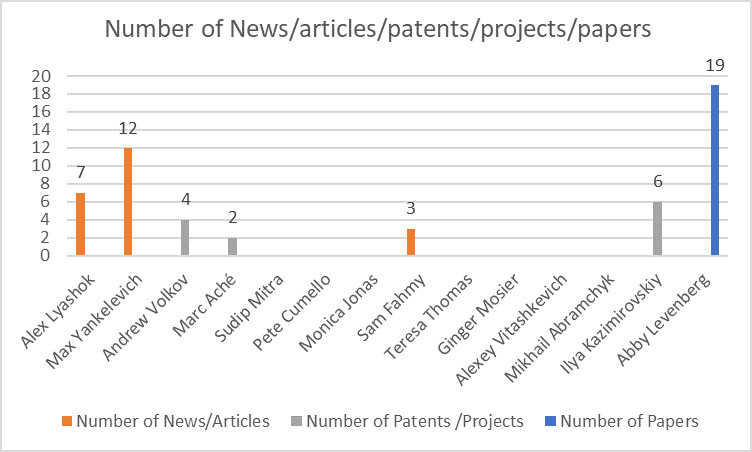 Number of News/articles/patents/projects/papers
20
18
16
14
12
10
8
6
4
2
0
7
12
4
2
3
6
19
Alex Lyashok
Max Yankelevich
Andrew Volkov
Marc Aché
Sudip Mitra
Pete Cumello
Monica Jonas
Sam Fahmy
Teresa Thomas
Ginger Mosier
Alexey Vitashkevich
Mikhail Abramchyk
Ilya Kazimirovskiy
Abby Levenberg
Number of News/Articles
Number of Patents /Projects
Number of Papers